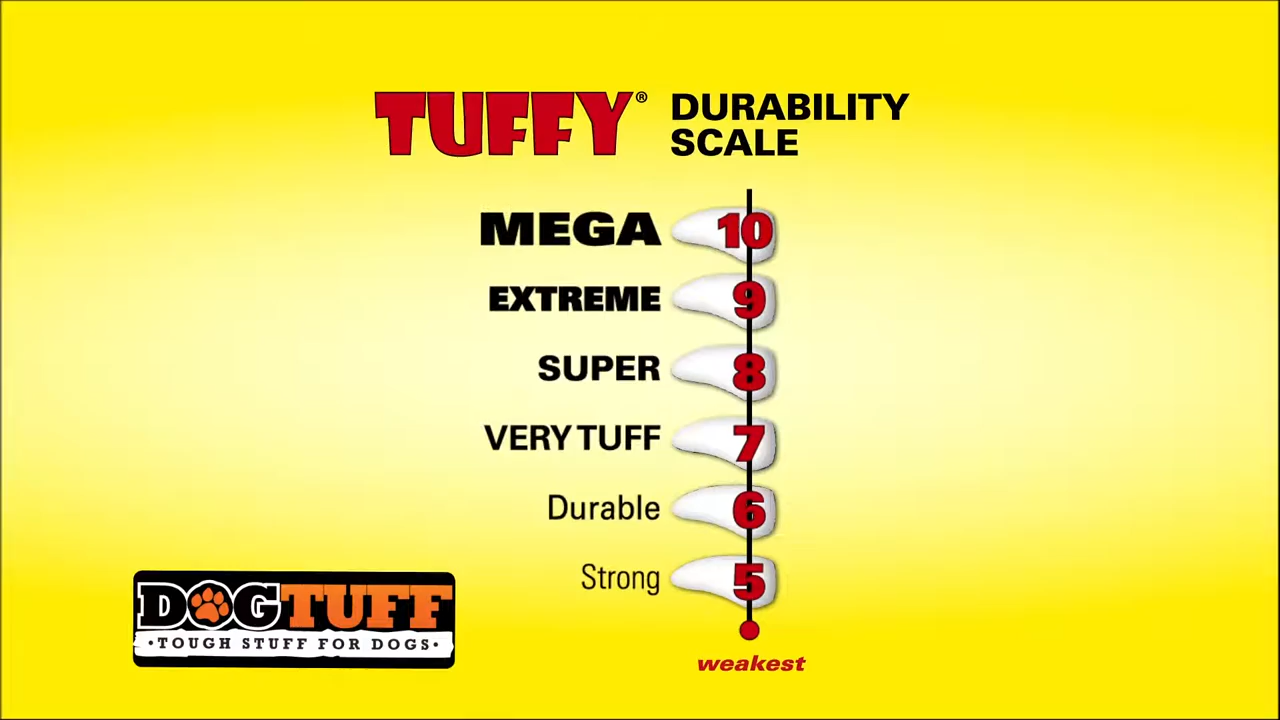 TUFFY® DURABILITY
SCALE
MEGA 10
EXTREME 9
SUPER 8
VERY TUFF 7
Durable 6
Strong 5
weakest
DOGTUFF
•TOUGH STUFF FOR DOGS•